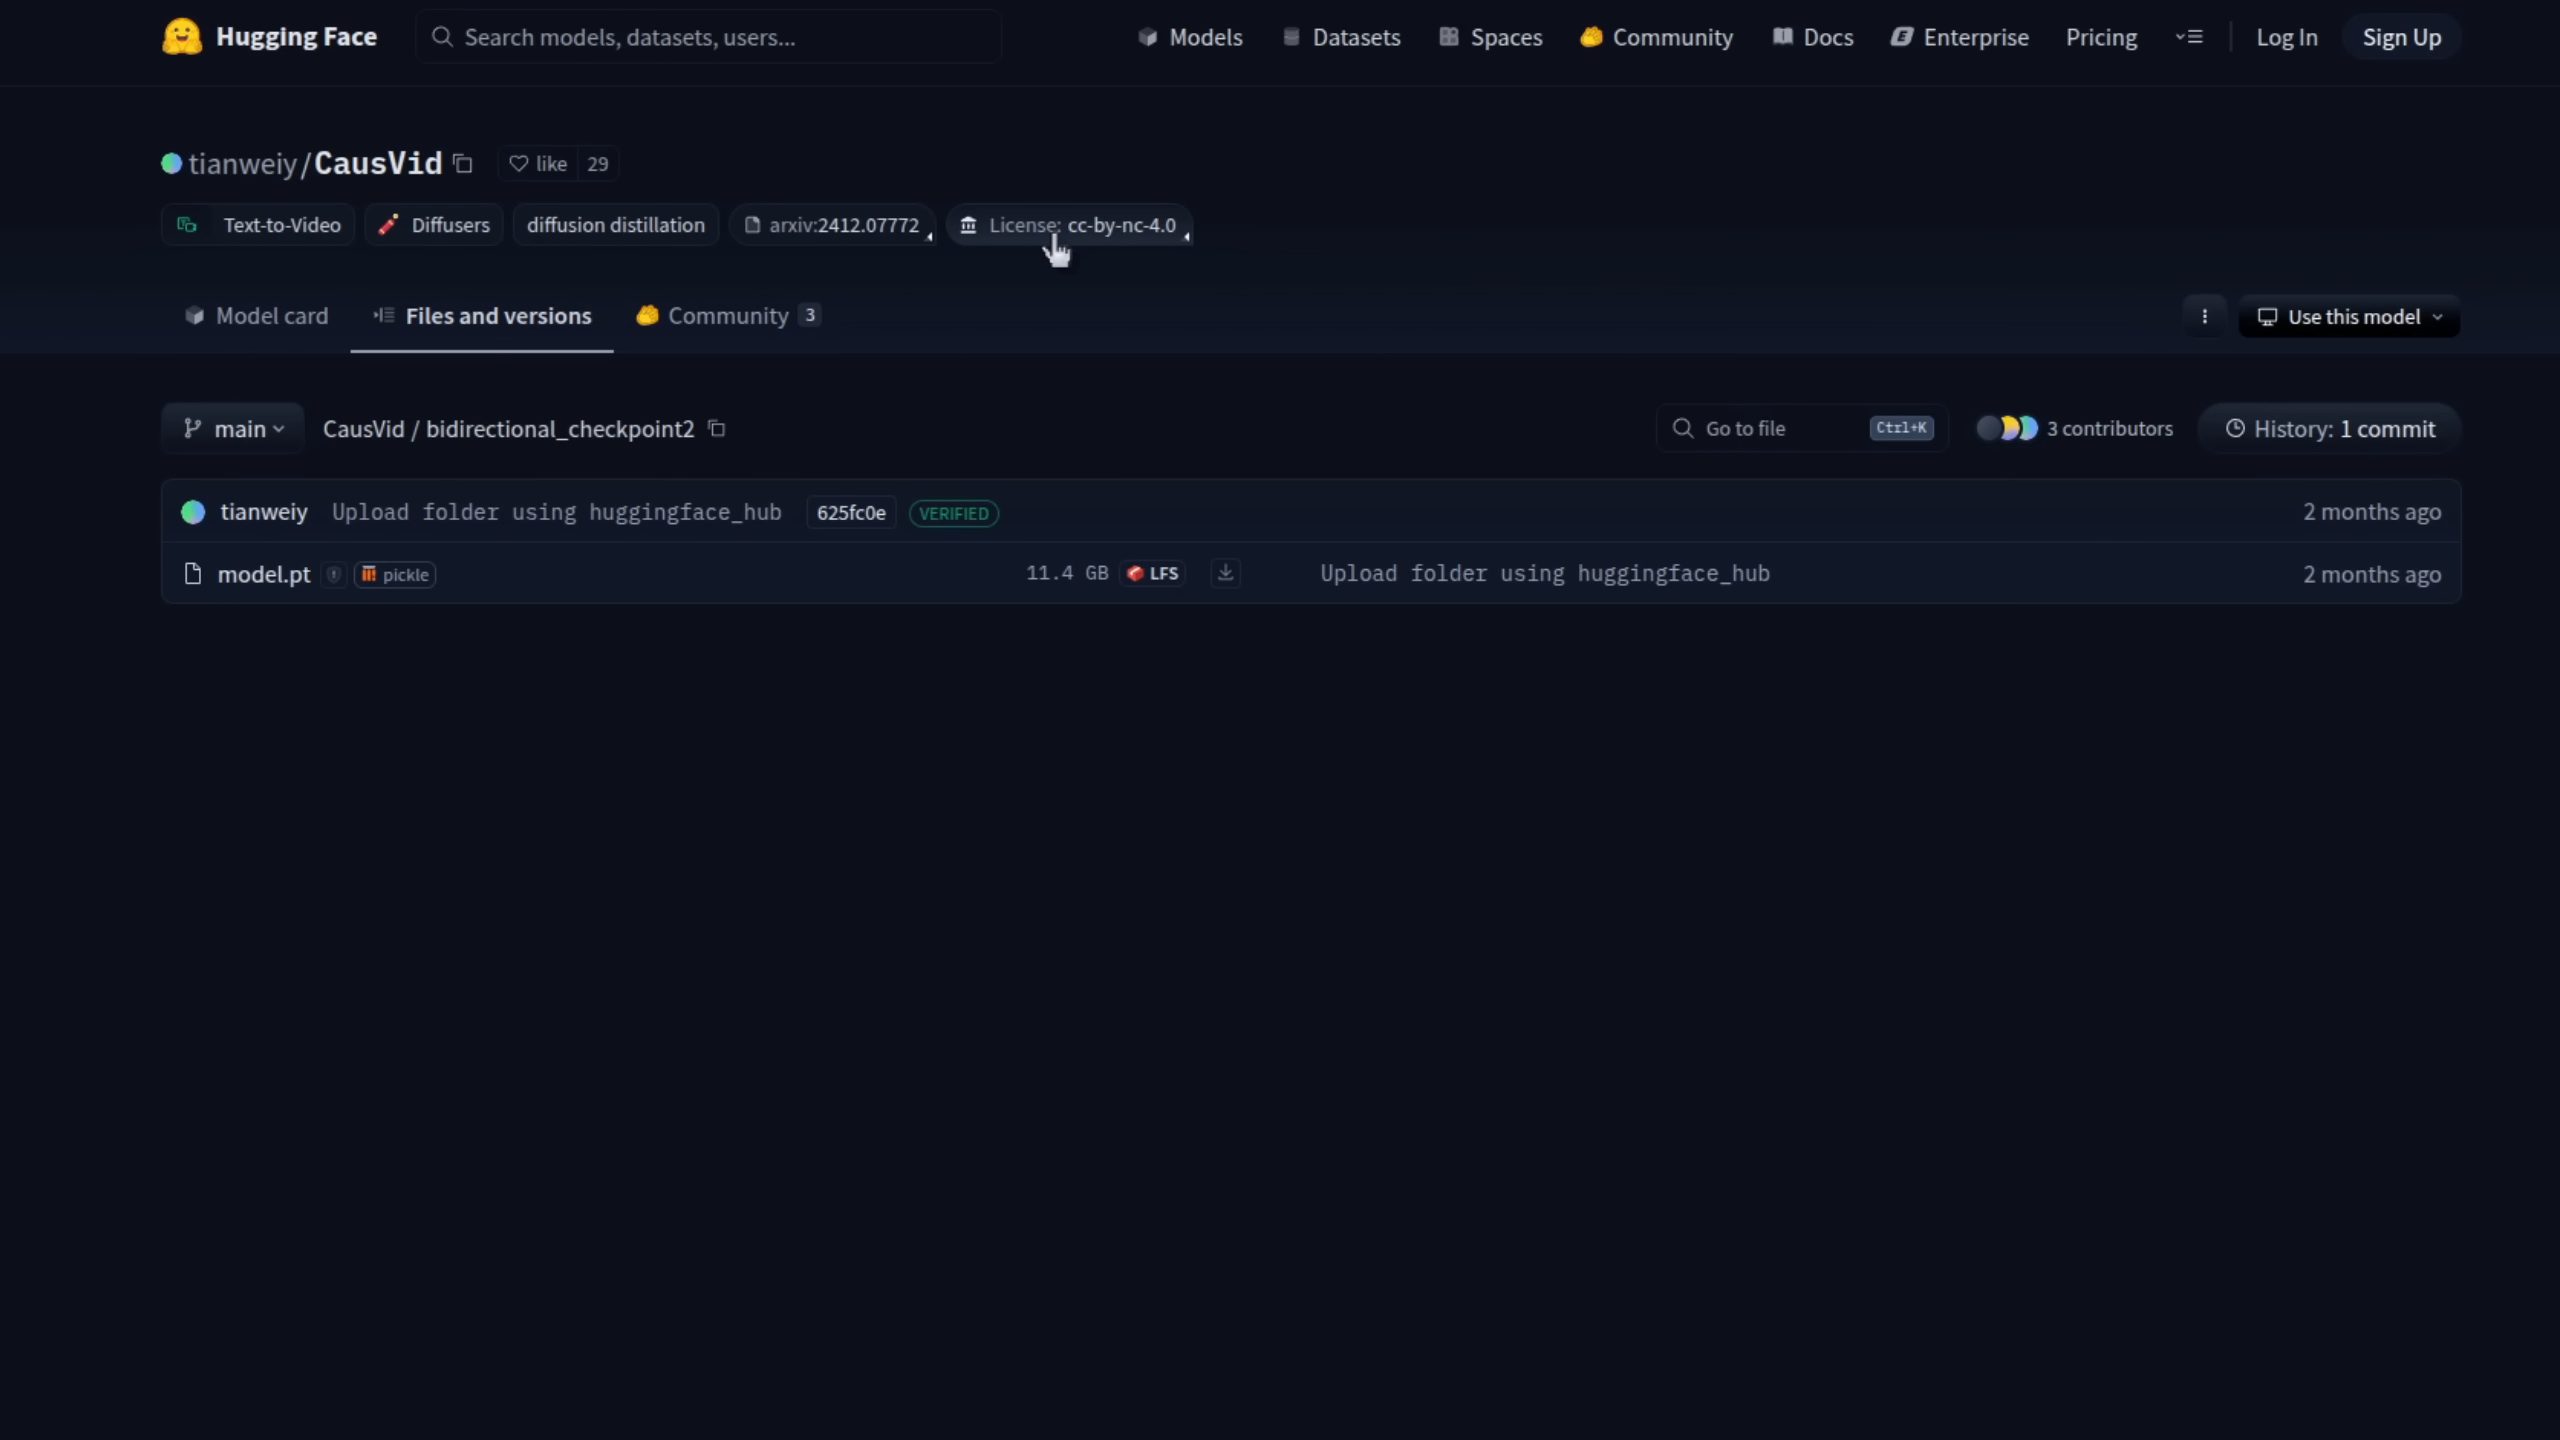 Hugging Face Search models, datasets, users... Models Datasets Spaces Community Docs Enterprise Pricing Log In Sign Up
tianweiy/CausVid like 29
Text-to-Video Diffusers diffusion distillation arxiv:2412.07772 License: cc-by-nc-4.0
Model card Files and versions Community 3 Use this model
main CausVid / bidirectional_checkpoint2 Go to file Ctrl+K 3 contributors History: 1 commit
tianweiy Upload folder using huggingface_hub 625fc0e VERIFIED 2 months ago
model.pt pickle 11.4 GB LFS Upload folder using huggingface_hub 2 months ago